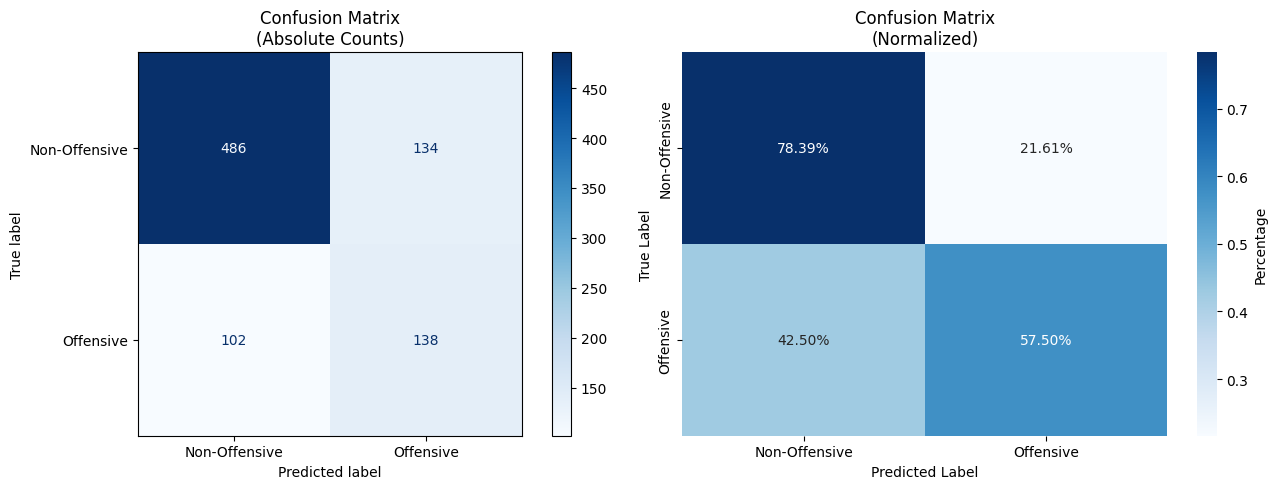 Confusion Matrix
(Absolute Counts)
True label
Non-Offensive
Offensive
486
134
102
138
Non-Offensive
Offensive
Predicted label
450
400
350
300
250
200
150
Confusion Matrix
(Normalized)
True Label
Non-Offensive
Offensive
78.39%
21.61%
42.50%
57.50%
Non-Offensive
Offensive
Predicted Label
0.7
0.6
0.5
0.4
0.3
Percentage